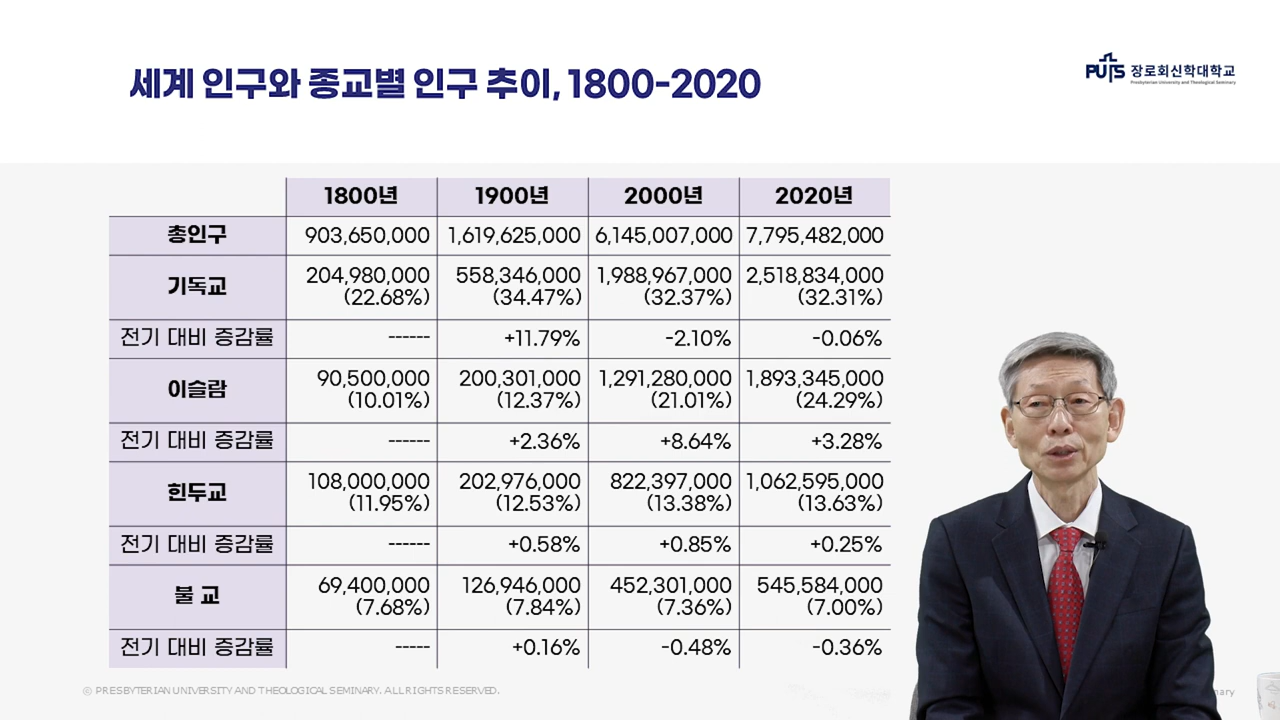 세계 인구와 종교별 인구 추이, 1800-2020
PUTS 장로회신학대학교
Presbyterian University and Theological Seminary
1800년 1900년 2000년 2020년
총인구 903,650,000 1,619,625,000 6,145,007,000 7,795,482,000
기독교 204,980,000 558,346,000 1,988,967,000 2,518,834,000
(22.68%) (34.47%) (32.37%) (32.31%)
전기 대비 증감률 ------ +11.79% -2.10% -0.06%
이슬람 90,500,000 200,301,000 1,291,280,000 1,893,345,000
(10.01%) (12.37%) (21.01%) (24.29%)
전기 대비 증감률 ------ +2.36% +8.64% +3.28%
힌두교 108,000,000 202,976,000 822,397,000 1,062,595,000
(11.95%) (12.53%) (13.38%) (13.63%)
전기 대비 증감률 ------ +0.58% +0.85% +0.25%
불 교 69,400,000 126,946,000 452,301,000 545,584,000
(7.68%) (7.84%) (7.36%) (7.00%)
전기 대비 증감률 ----- +0.16% -0.48% -0.36%
© PRESBYTERIAN UNIVERSITY AND THEOLOGICAL SEMINARY. ALL RIGHTS RESERVED.